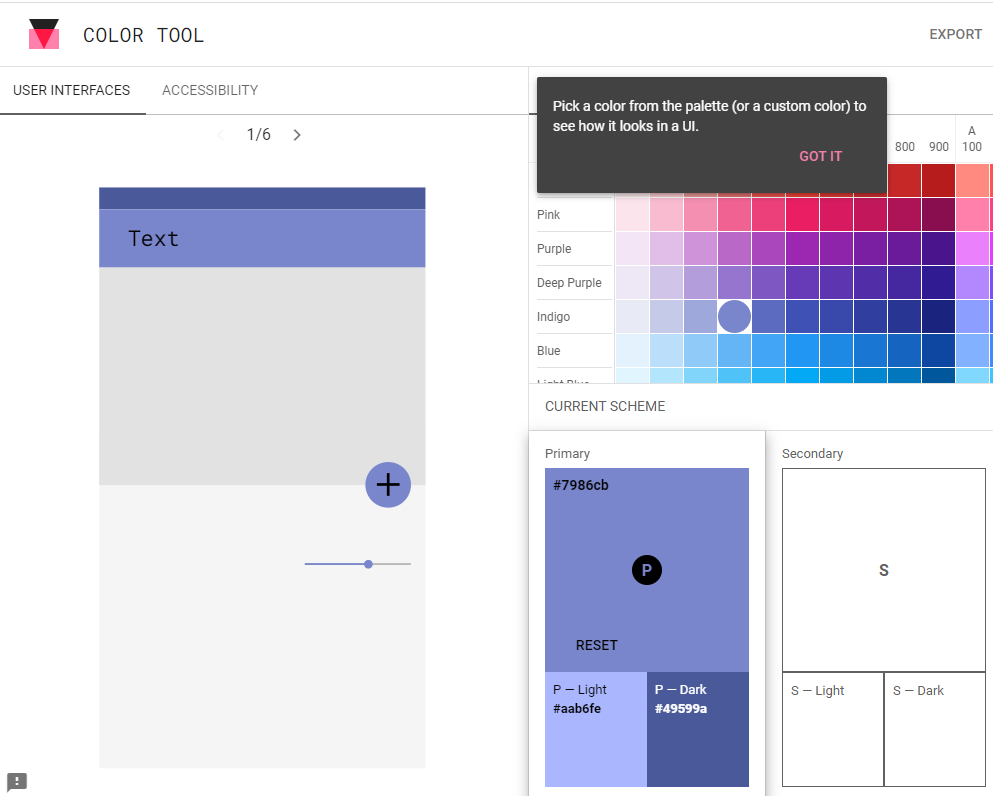 COLOR TOOL
EXPORT
USER INTERFACES
ACCESSIBILITY
1/6
Text
Pick a color from the palette (or a custom color) to
see how it looks in a UI.
GOT IT
800 900 A 100
Pink
Purple
Deep Purple
Indigo
Blue
Light Blue
CURRENT SCHEME
Primary
#7986cb
P
RESET
P — Light
#aab6fe
P — Dark
#49599a
Secondary
S
S — Light
S — Dark